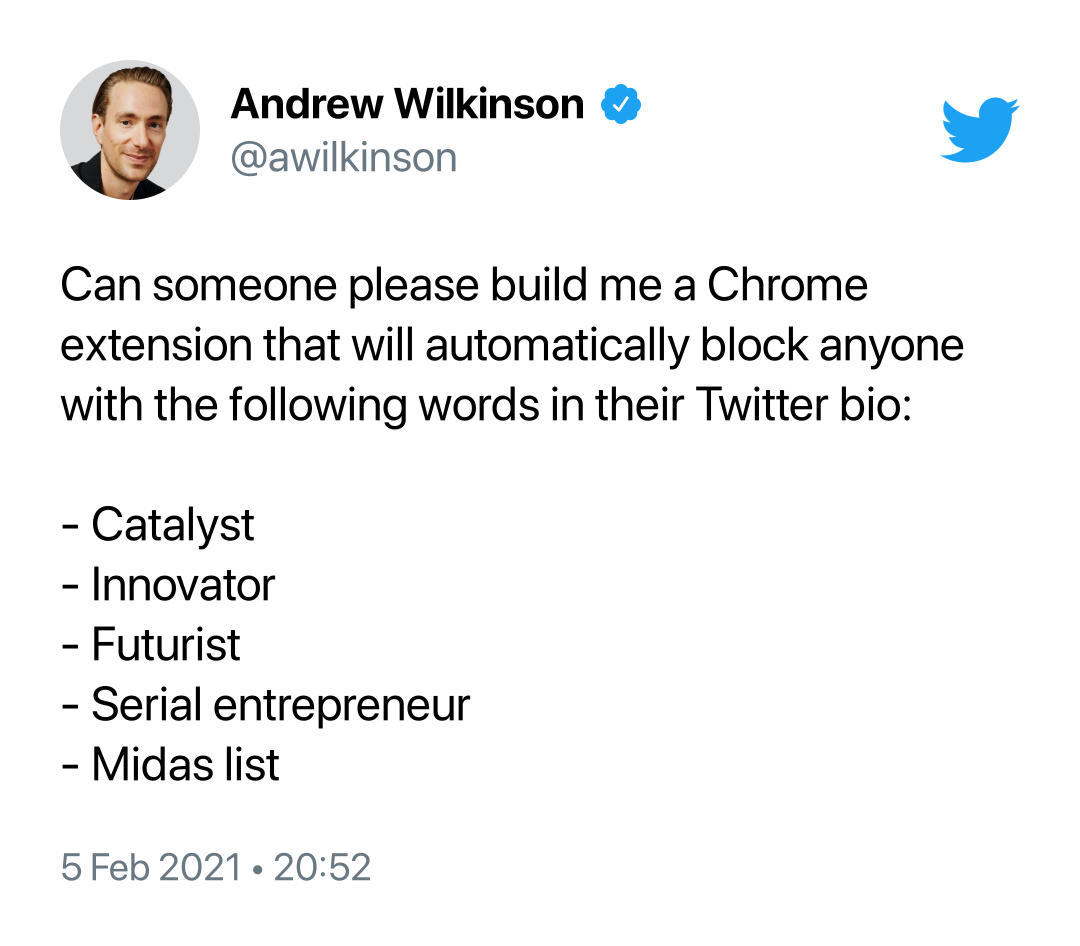 Andrew Wilkinson
@awilkinson
Can someone please build me a Chrome
extension that will automatically block anyone
with the following words in their Twitter bio:
- Catalyst
- Innovator
- Futurist
- Serial entrepreneur
- Midas list
5 Feb 2021 • 20:52